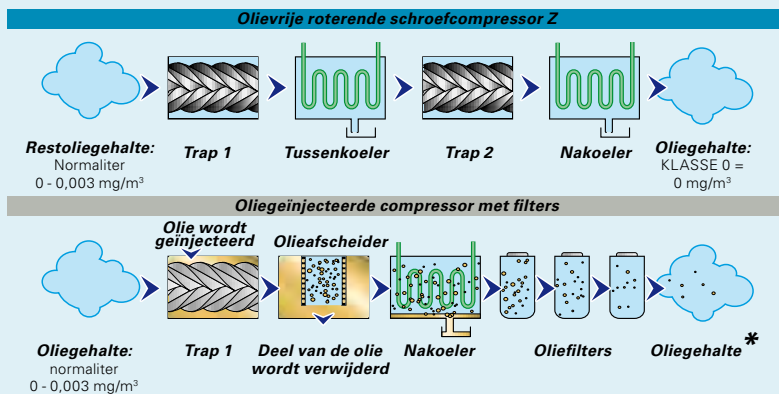 Olievrije roterende schroefcompressor Z
Restoliegehalte:
Normaliter
0 - 0,003 mg/m³
Trap 1
Tussenkoeler
Trap 2
Nakoeler
Oliegehalte:
KLASSE 0 =
0 mg/m³
Oliegeïnjecteerde compressor met filters
Olie wordt
geïnjecteerd
Olieafscheider
Oliegehalte:
normaliter
0 - 0,003 mg/m³
Trap 1
Deel van de olie
wordt verwijderd
Nakoeler
Oliefilters
Oliegehalte *